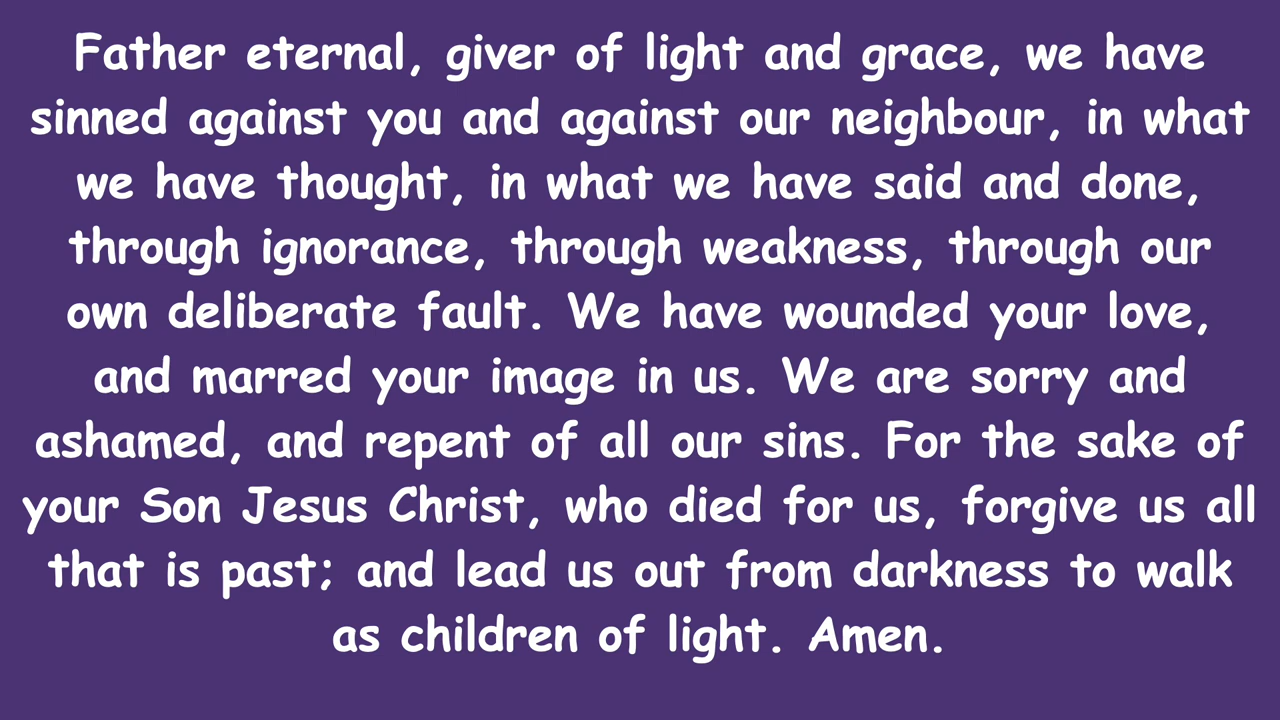 Father eternal, giver of light and grace, we have
sinned against you and against our neighbour, in what
we have thought, in what we have said and done,
through ignorance, through weakness, through our
own deliberate fault. We have wounded your love,
and marred your image in us. We are sorry and
ashamed, and repent of all our sins. For the sake of
your Son Jesus Christ, who died for us, forgive us all
that is past; and lead us out from darkness to walk
as children of light. Amen.